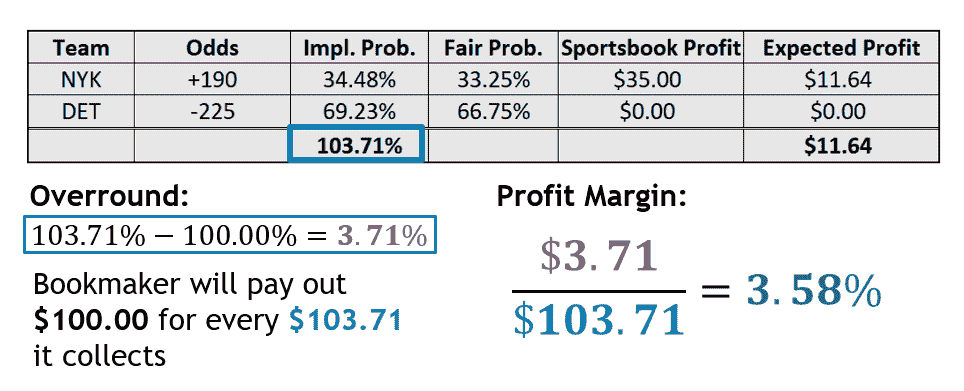 Team Odds Impl. Prob. Fair Prob. Sportsbook Profit Expected Profit
NYK +190 34.48% 33.25% $35.00 $11.64
DET -225 69.23% 66.75% $0.00 $0.00
103.71% $11.64
Overround:
103.71% − 100.00% = 3.71%
Bookmaker will pay out
$100.00 for every $103.71
it collects
Profit Margin:
$3.71
$103.71
= 3.58%